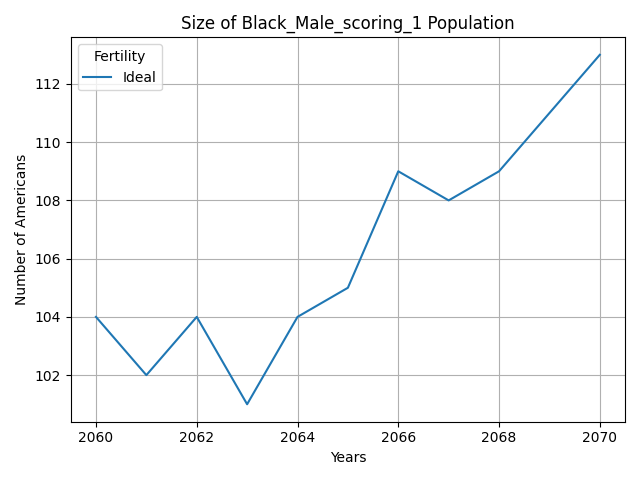 Size of Black_Male_scoring_1 Population
Fertility
Ideal
Number of Americans
112
110
108
106
104
102
2060 2062 2064 2066 2068 2070
Years